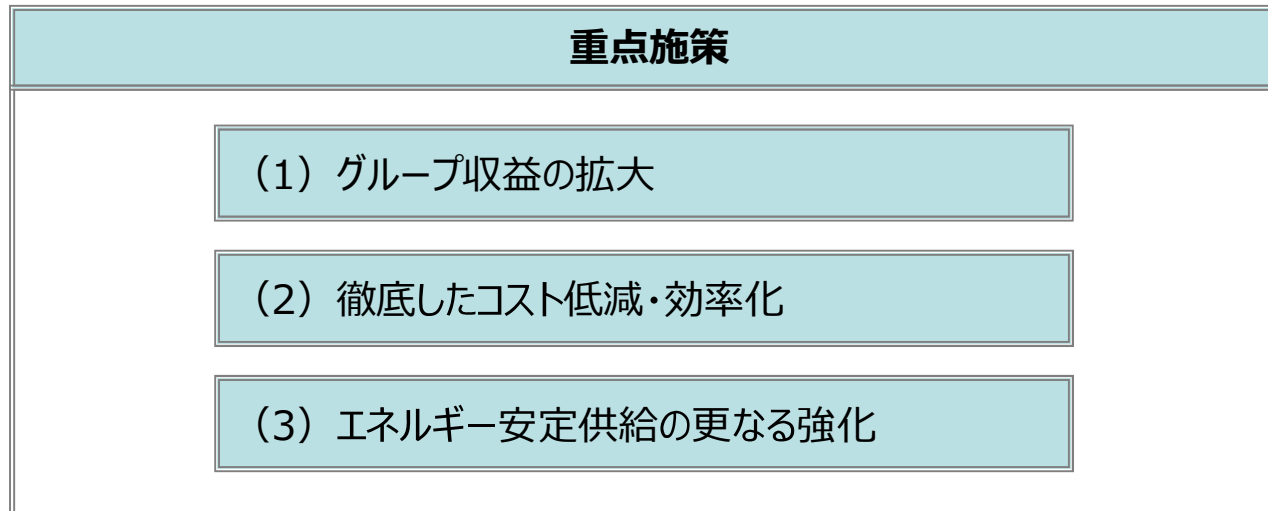 重点施策
（1）グループ収益の拡大
（2）徹底したコスト低減・効率化
（3）エネルギー安定供給の更なる強化